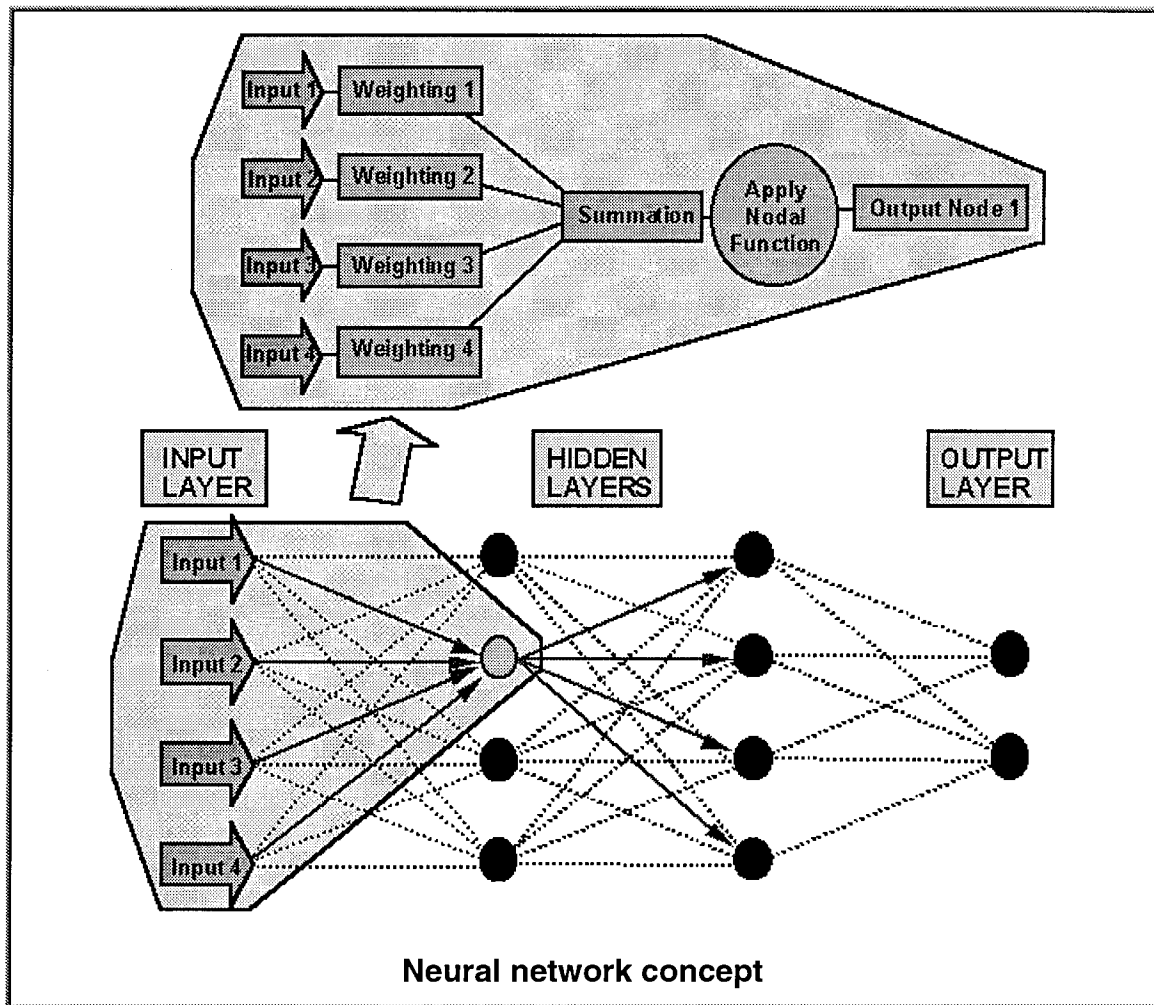 Input 1
Weighting 1
Input 2
Weighting 2
Input 3
Weighting 3
Input 4
Weighting 4
Summation
Apply
Nodal
Function
Output Node 1
INPUT
LAYER
HIDDEN
LAYERS
OUTPUT
LAYER
Input 1
Input 2
Input 3
Input 4
Neural network concept